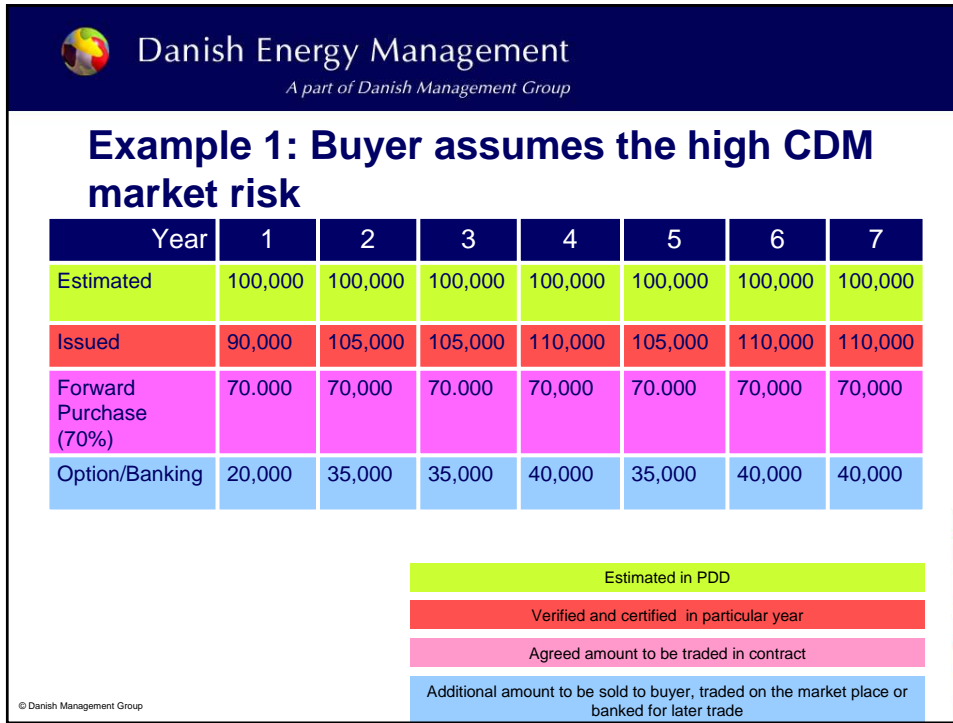 Danish Energy Management
A part of Danish Management Group
Example 1: Buyer assumes the high CDM
market risk
Year 1 2 3 4 5 6 7
Estimated 100,000 100,000 100,000 100,000 100,000 100,000 100,000
Issued 90,000 105,000 105,000 110,000 105,000 110,000 110,000
Forward 70.000 70,000 70.000 70,000 70.000 70,000 70,000
Purchase
(70%)
Option/Banking 20,000 35,000 35,000 40,000 35,000 40,000 40,000
Estimated in PDD
Verified and certified in particular year
Agreed amount to be traded in contract
Additional amount to be sold to buyer, traded on the market place or
banked for later trade
© Danish Management Group